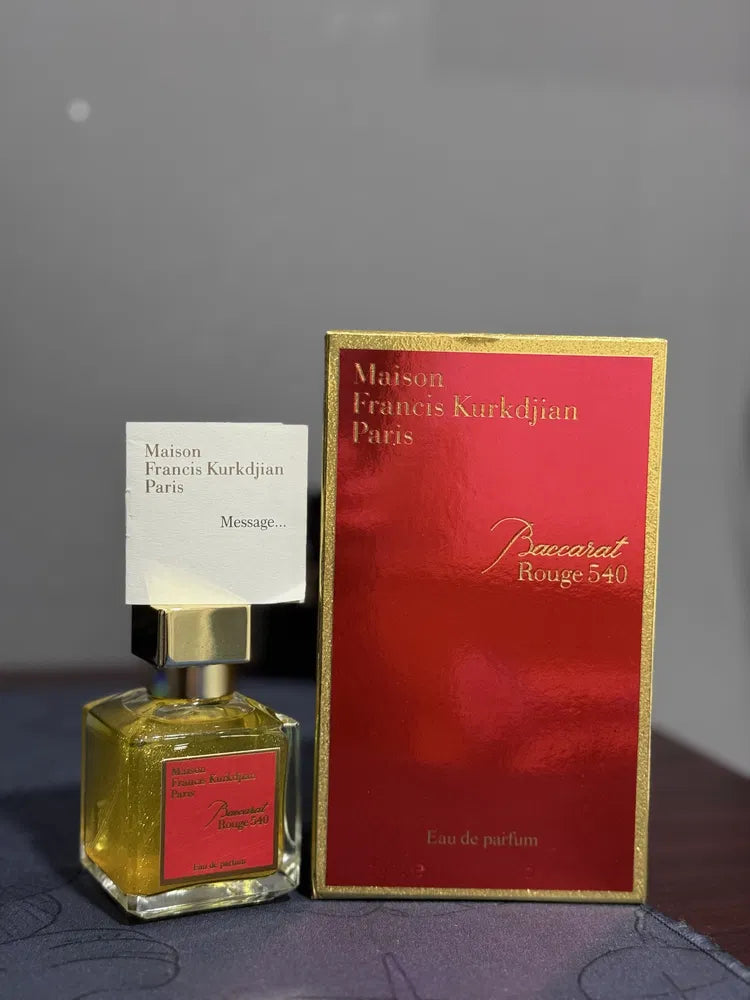 Maison
Francis Kurkdjian
Paris
Message...
Maison
Francis Kurkdjian
Paris
Baccarat
Rouge 540
Eau de parfum
Maison
Francis Kurkdjian
Paris
Baccarat
Rouge 540
Eau de parfum